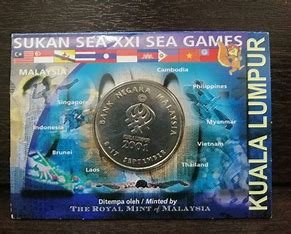 SUKAN SEA XXI SEA GAMES
MALAYSIA
Cambodia
Singapore
Philippines
Indonesia
Myanmar
Brunei
Vietnam
Laos
Thailand
BANK NEGARA MALAYSIA
2001
8-17 SEPTEMBER
KUALA LUMPUR
Ditempa oleh / Minted by
THE ROYAL MINT OF MALAYSIA